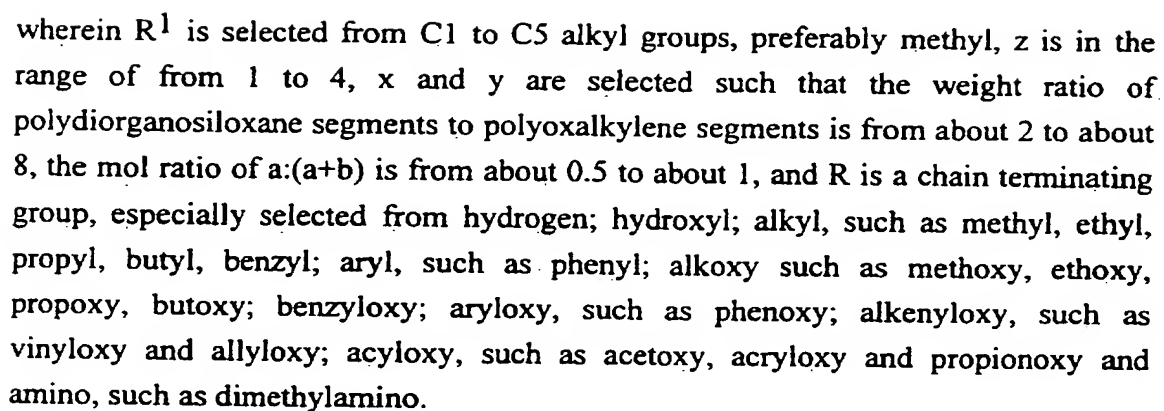 wherein R1 is selected from C1 to C5 alkyl groups, preferably methyl, z is in the
range of from 1 to 4, x and y are selected such that the weight ratio of
polydiorganosiloxane segments to polyoxalkylene segments is from about 2 to about
8, the mol ratio of a:(a+b) is from about 0.5 to about 1, and R is a chain terminating
group, especially selected from hydrogen; hydroxyl; alkyl, such as methyl, ethyl,
propyl, butyl, benzyl; aryl, such as phenyl; alkoxy such as methoxy, ethoxy,
propoxy, butoxy; benzyloxy; aryloxy, such as phenoxy; alkenyloxy, such as
vinyloxy and allyloxy; acyloxy, such as acetoxy, acryloxy and propionoxy and
amino, such as dimethylamino.